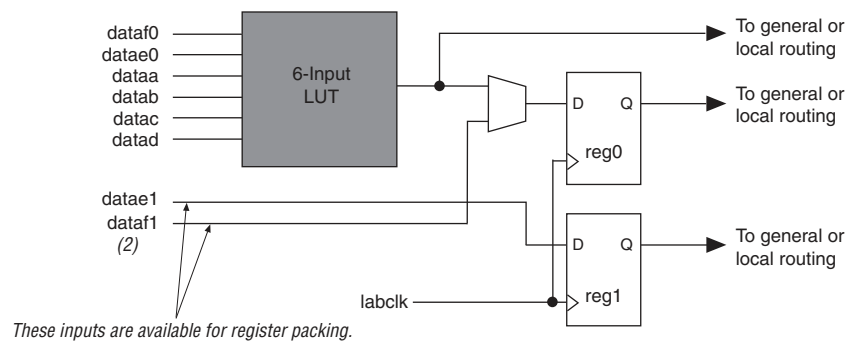 dataf0
datae0
dataa
datab
datac
datad
6-Input
LUT
To general or
local routing
D
Q
reg0
To general or
local routing
datae1
dataf1
(2)
D
Q
reg1
To general or
local routing
labclk
These inputs are available for register packing.